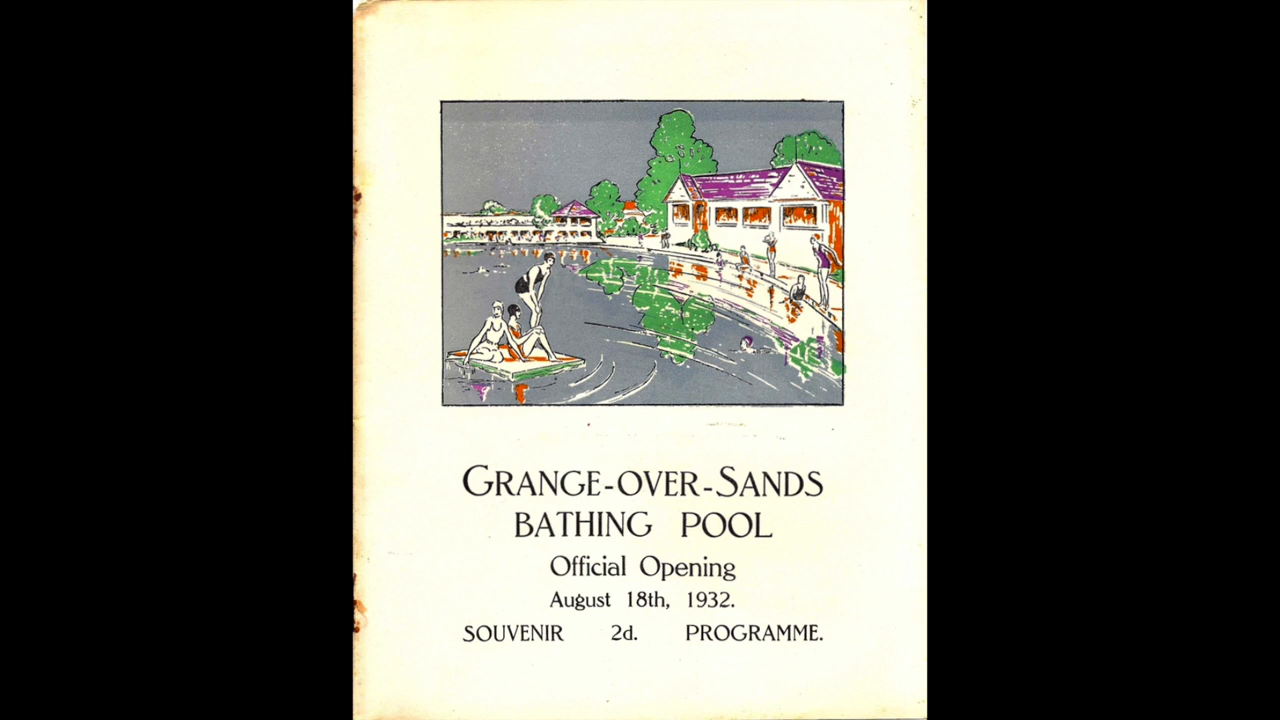 GRANGE-OVER-SANDS
BATHING POOL
Official Opening
August 18th, 1932.
SOUVENIR 2d. PROGRAMME.